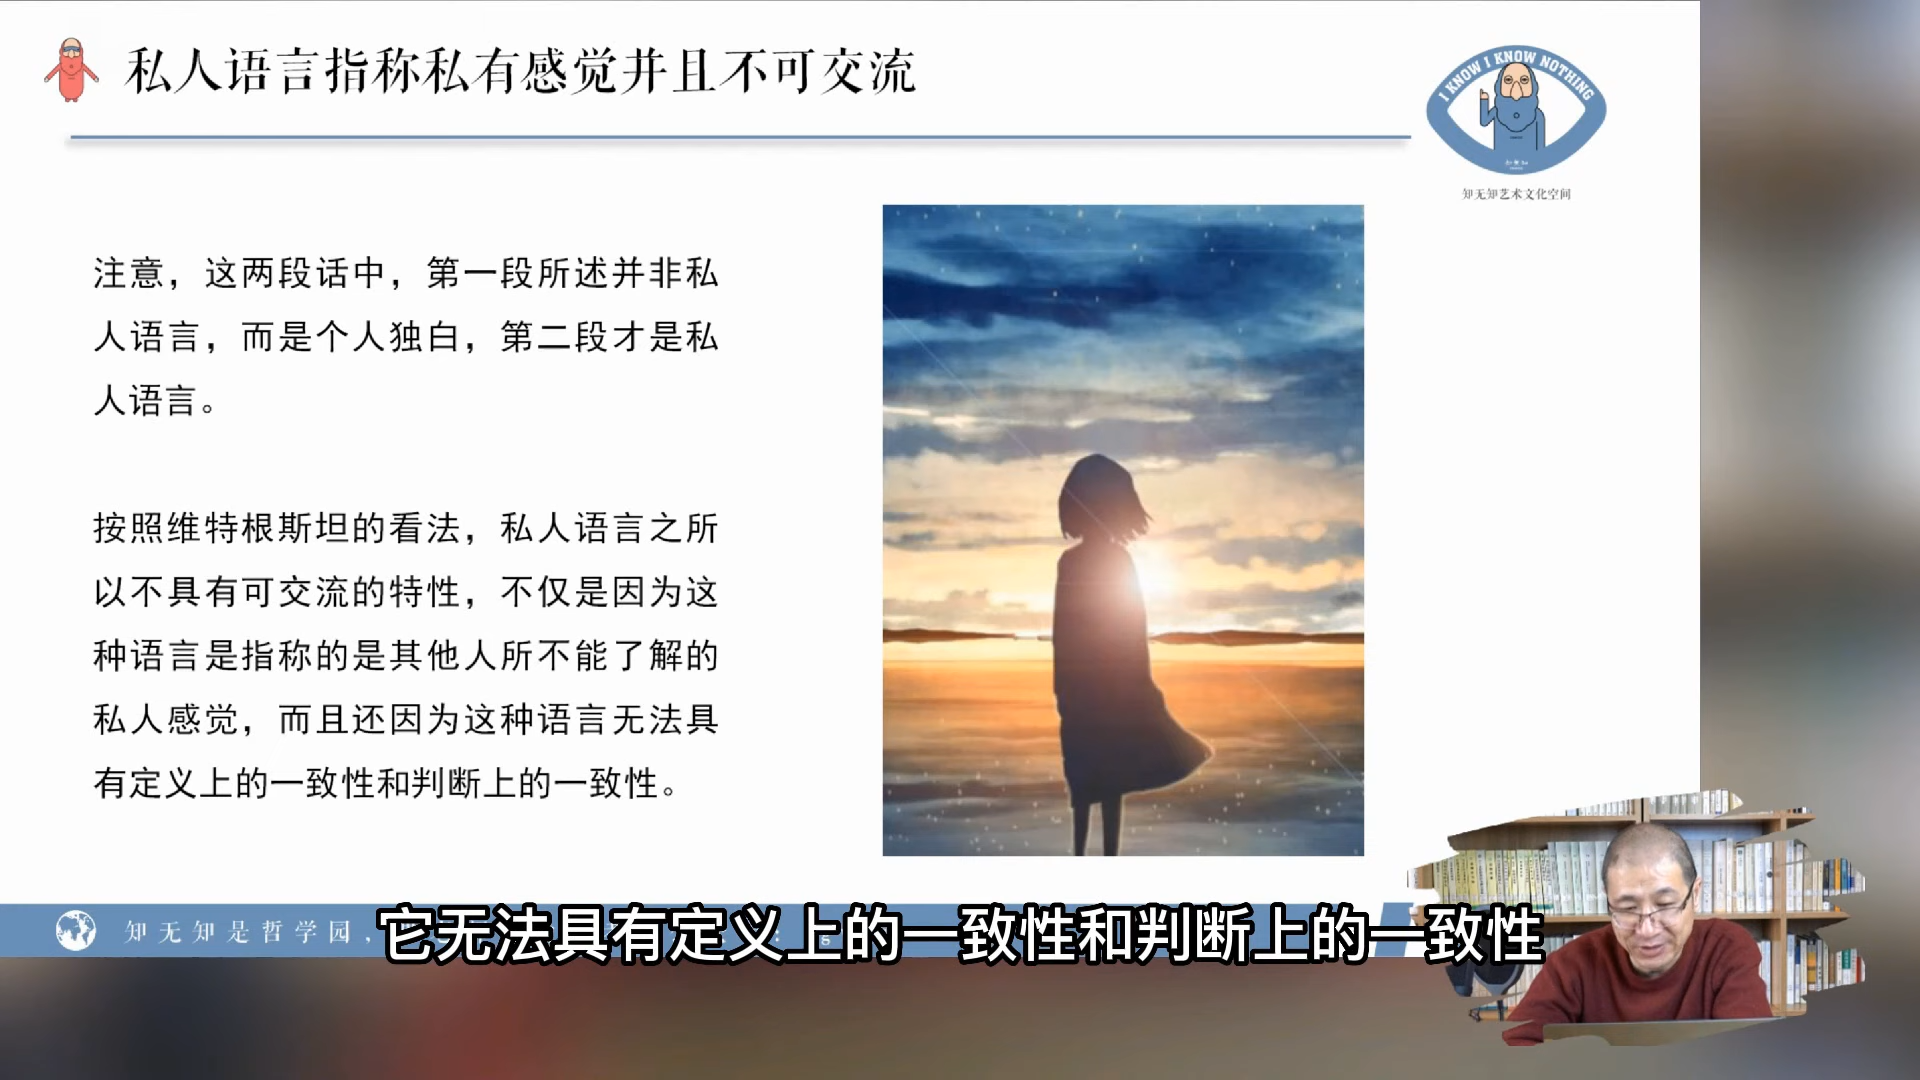 私人语言指称私有感觉并且不可交流
I KNOW I KNOW NOTHING
知无知
知无知艺术文化空间
注意，这两段话中，第一段所述并非私
人语言，而是个人独白，第二段才是私
人语言。
按照维特根斯坦的看法，私人语言之所
以不具有可交流的特性，不仅是因为这
种语言是指称的是其他人所不能了解的
私人感觉，而且还因为这种语言无法具
有定义上的一致性和判断上的一致性。
知无知是哲学园，
它无法具有定义上的一致性和判断上的一致性